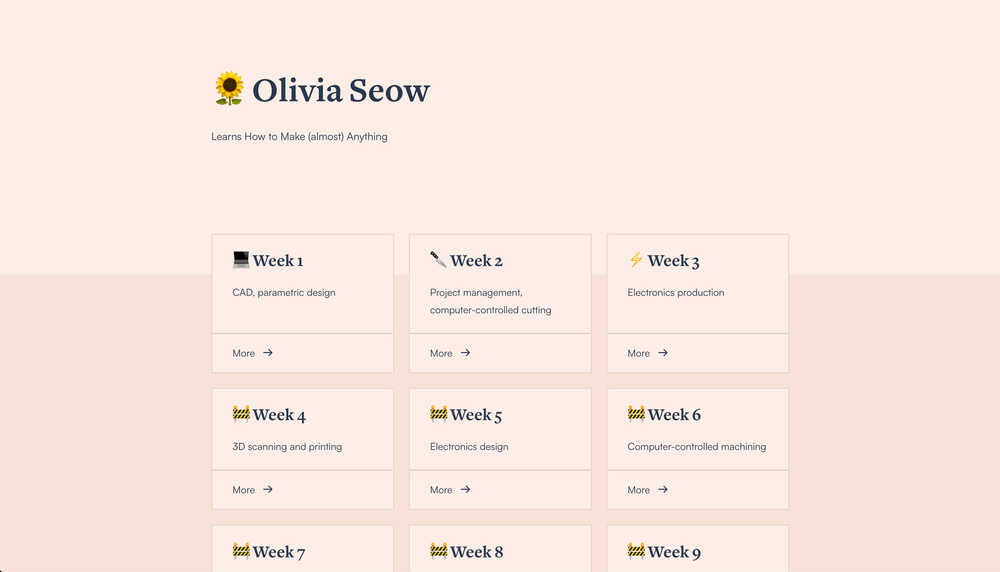 Olivia Seow
Learns How to Make (almost) Anything
Week 1
CAD, parametric design
More
Week 2
Project management,
computer-controlled cutting
More
Week 3
Electronics production
More
Week 4
3D scanning and printing
More
Week 5
Electronics design
More
Week 6
Computer-controlled machining
More
Week 7
Week 8
Week 9